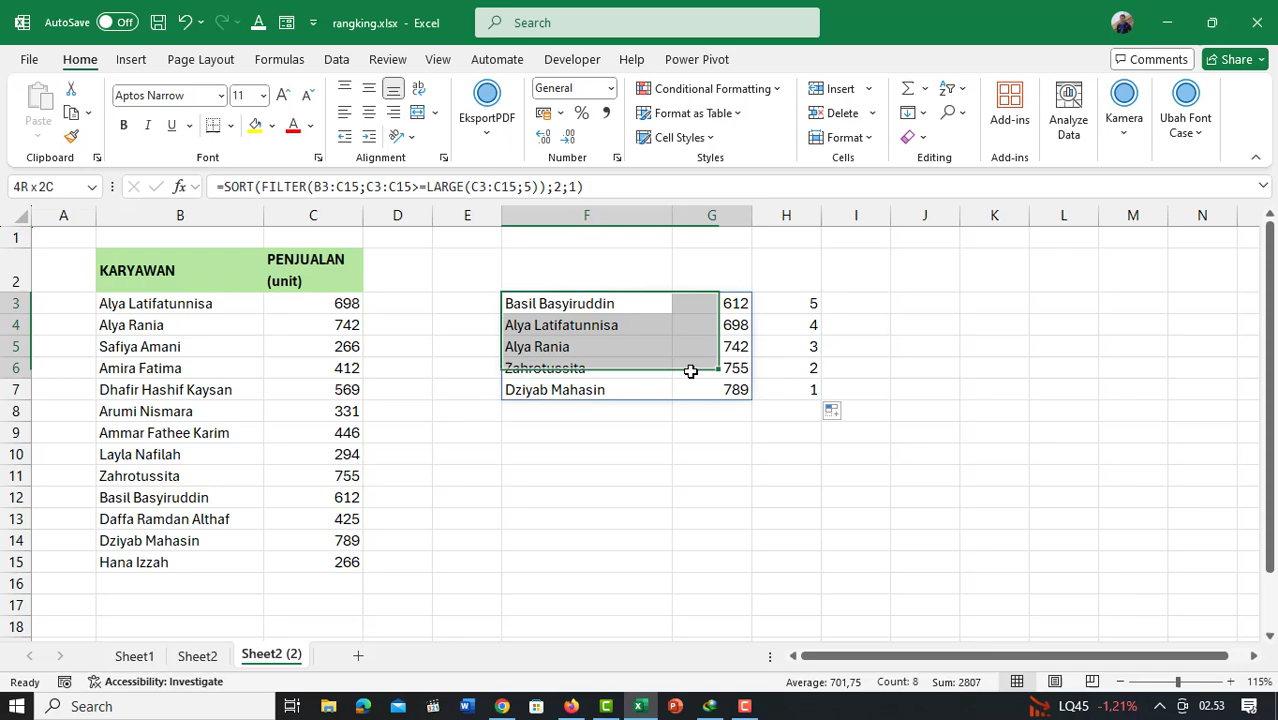 AutoSave Off rangking.xlsx - Excel Search
File Home Insert Page Layout Formulas Data Review View Automate Developer Help Power Pivot Comments Share
Paste Aptos Narrow 11 General Conditional Formatting Format as Table Cell Styles Insert Delete Format EksportPDF Add-ins Analyze Data Kamera Ubah Font Case
Clipboard Font Alignment Number Styles Cells Editing Add-ins
4R x 2C fx =SORT(FILTER(B3:C15;C3:C15>=LARGE(C3:C15;5));2;1)
A B C D E F G H I J K L M N
1
2 KARYAWAN PENJUALAN (unit)
3 Alya Latifatunnisa 698 Basil Basyiruddin 612 5
4 Alya Rania 742 Alya Latifatunnisa 698 4
5 Safiya Amani 266 Alya Rania 742 3
6 Amira Fatima 412 Zahrotussita 755 2
7 Dhafir Hashif Kaysan 569 Dziyab Mahasin 789 1
8 Arumi Nismara 331
9 Ammar Fathee Karim 446
10 Layla Nafilah 294
11 Zahrotussita 755
12 Basil Basyiruddin 612
13 Daffa Ramdan Althaf 425
14 Dziyab Mahasin 789
15 Hana Izzah 266
16
17
18
Sheet1 Sheet2 Sheet2 (2)
Ready Accessibility: Investigate Average: 701,75 Count: 8 Sum: 2807 115%
Search LQ45 -1,21% 02.53